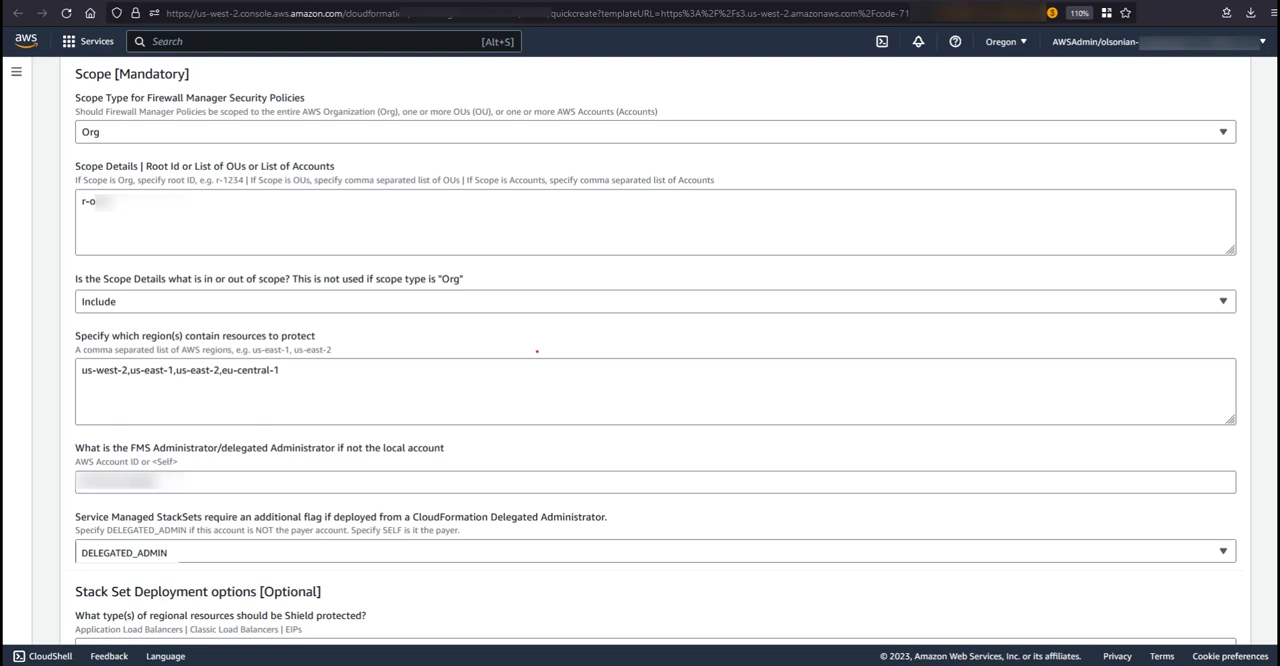 https://us-west-2.console.aws.amazon.com/cloudformatic
quickcreate?templateURL=https%3A%2F%2Fs3.us-west-2.amazonaws.com%2Fcode-71
110%
aws
Services
Search
[Alt+S]
Oregon
AWSAdmin/olsonian-
Scope [Mandatory]
Scope Type for Firewall Manager Security Policies
Should Firewall Manager Policies be scoped to the entire AWS Organization (Org), one or more OUs (OU), or one or more AWS Accounts (Accounts)
Org
Scope Details | Root Id or List of OUs or List of Accounts
If Scope is Org, specify root ID, e.g. r-1234 | If Scope is OUs, specify comma separated list of OUs | If Scope is Accounts, specify comma separated list of Accounts
r-o
Is the Scope Details what is in or out of scope? This is not used if scope type is "Org"
Include
Specify which region(s) contain resources to protect
A comma separated list of AWS regions, e.g. us-east-1, us-east-2
us-west-2,us-east-1,us-east-2,eu-central-1
What is the FMS Administrator/delegated Administrator if not the local account
AWS Account ID or <Self>
Service Managed StackSets require an additional flag if deployed from a CloudFormation Delegated Administrator.
Specify DELEGATED_ADMIN if this account is NOT the payer account. Specify SELF is it the payer.
DELEGATED_ADMIN
Stack Set Deployment options [Optional]
What type(s) of regional resources should be Shield protected?
Application Load Balancers | Classic Load Balancers | EIPs
CloudShell
Feedback
Language
© 2023, Amazon Web Services, Inc. or its affiliates.
Privacy
Terms
Cookie preferences